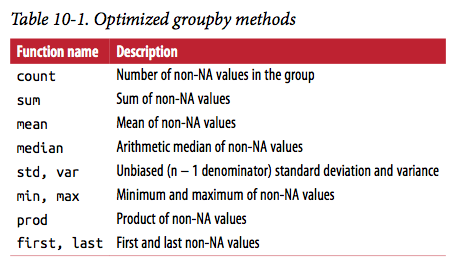 Table 10-1. Optimized groupby methods
Function name Description
count Number of non-NA values in the group
sum Sum of non-NA values
mean Mean of non-NA values
median Arithmetic median of non-NA values
std, var Unbiased (n − 1 denominator) standard deviation and variance
min, max Minimum and maximum of non-NA values
prod Product of non-NA values
first, last First and last non-NA values